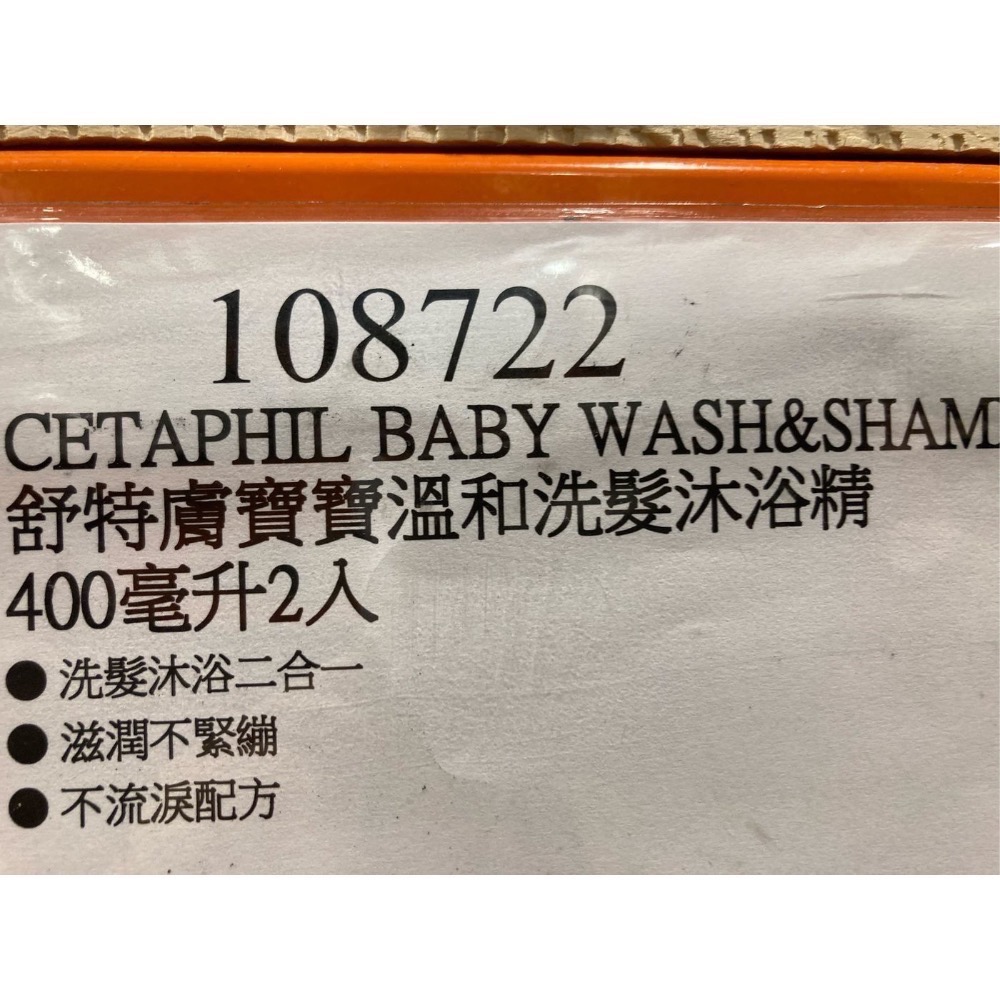 108722
CETAPHIL BABY WASH&SHAM
舒特膚寶寶溫和洗髮沐浴精
400毫升2入
● 洗髮沐浴二合一
● 滋潤不緊繃
● 不流淚配方